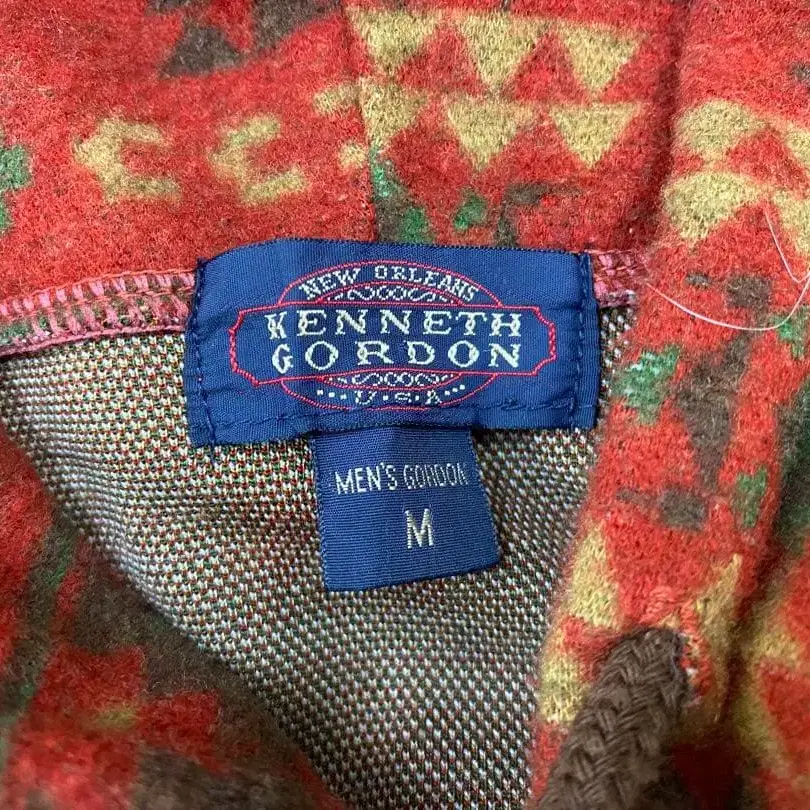 NEW ORLEANS
KENNETH
GORDON
U.S.A.
MEN'S GORDON
M